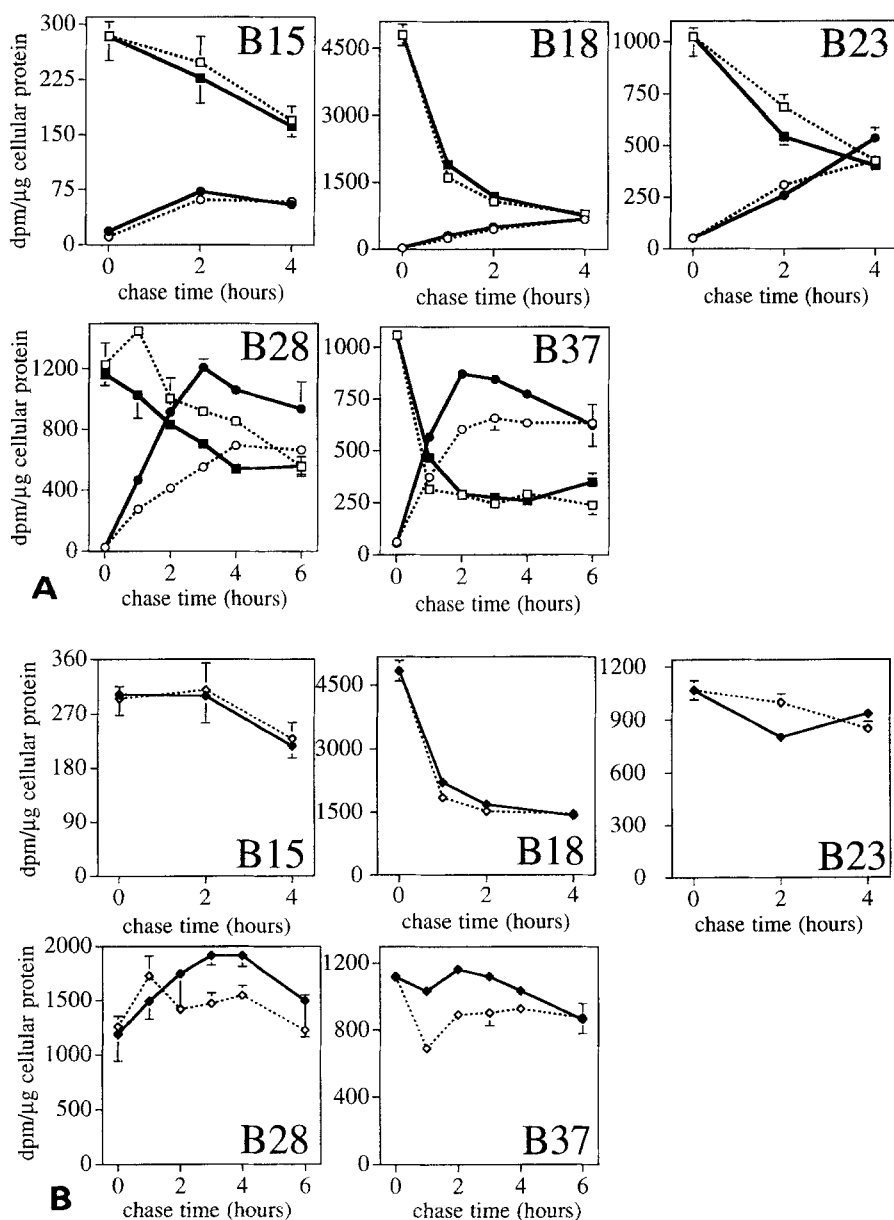 B15
300
225
150
75
0
dpm/µg cellular protein
0 2 4
chase time (hours)
B18
4500
3000
1500
0
0 2 4
chase time (hours)
B23
1000
750
500
250
0
0 2 4
chase time (hours)
B28
1200
800
400
0
dpm/µg cellular protein
0 2 4 6
chase time (hours)
B37
1000
750
500
250
0
0 2 4 6
chase time (hours)
A
360
270
180
90
0
dpm/µg cellular protein
B15
0 2 4
chase time (hours)
4500
3000
1500
0
B18
0 2 4
chase time (hours)
1200
900
600
300
0
B23
0 2 4
chase time (hours)
2000
1500
1000
500
0
dpm/µg cellular protein
B28
0 2 4 6
chase time (hours)
1200
800
400
0
B37
0 2 4 6
chase time (hours)
B